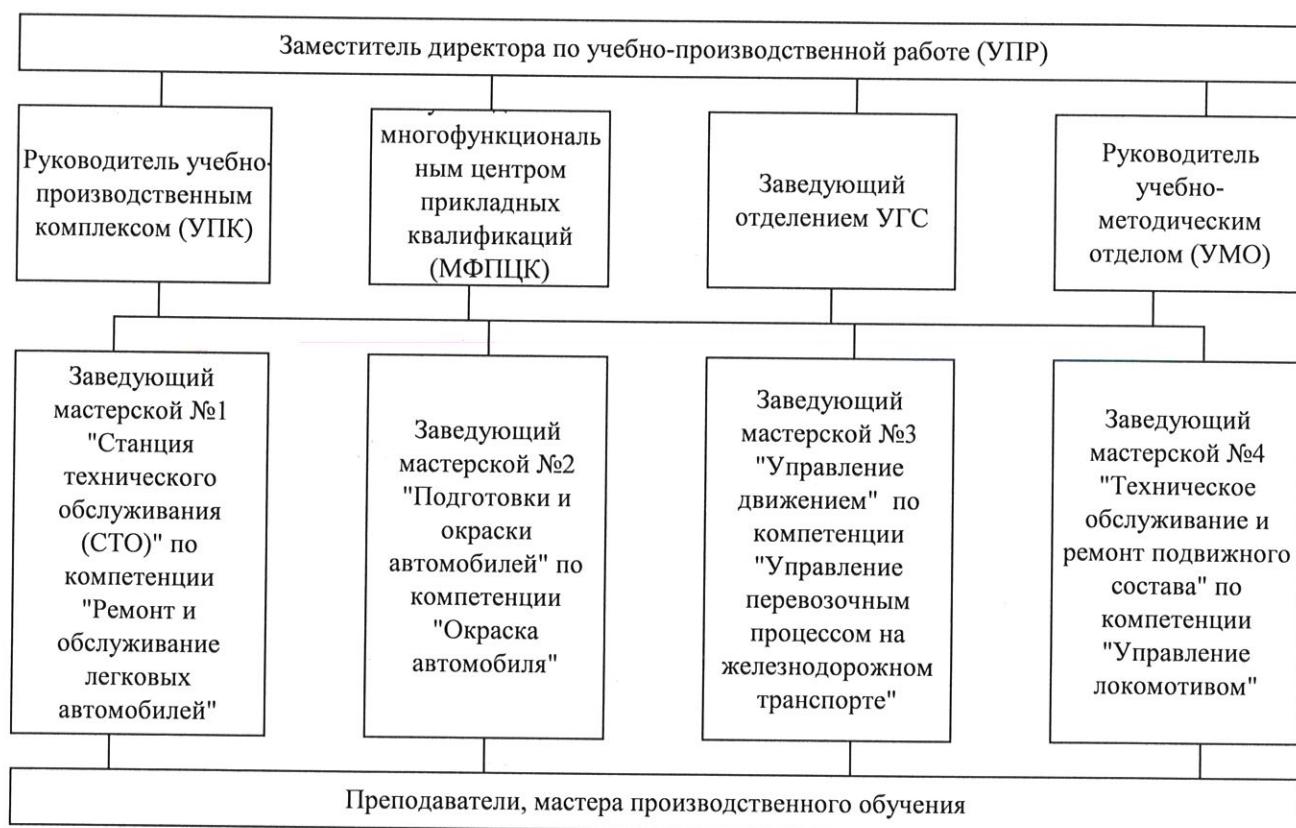 Заместитель директора по учебно-производственной работе (УПР)
Руководитель учебно-
производственным
комплексом (УПК)
многофункциональ
ным центром
прикладных
квалификаций
(МФПЦК)
Заведующий
отделением УГС
Руководитель
учебно-
методическим
отделом (УМО)
Заведующий
мастерской №1
"Станция
технического
обслуживания
(СТО)" по
компетенции
"Ремонт и
обслуживание
легковых
автомобилей"
Заведующий
мастерской №2
"Подготовки и
окраски
автомобилей" по
компетенции
"Окраска
автомобиля"
Заведующий
мастерской №3
"Управление
движением" по
компетенции
"Управление
перевозочным
процессом на
железнодорожном
транспорте"
Заведующий
мастерской №4
"Техническое
обслуживание и
ремонт подвижного
состава" по
компетенции
"Управление
локомотивом"
Преподаватели, мастера производственного обучения